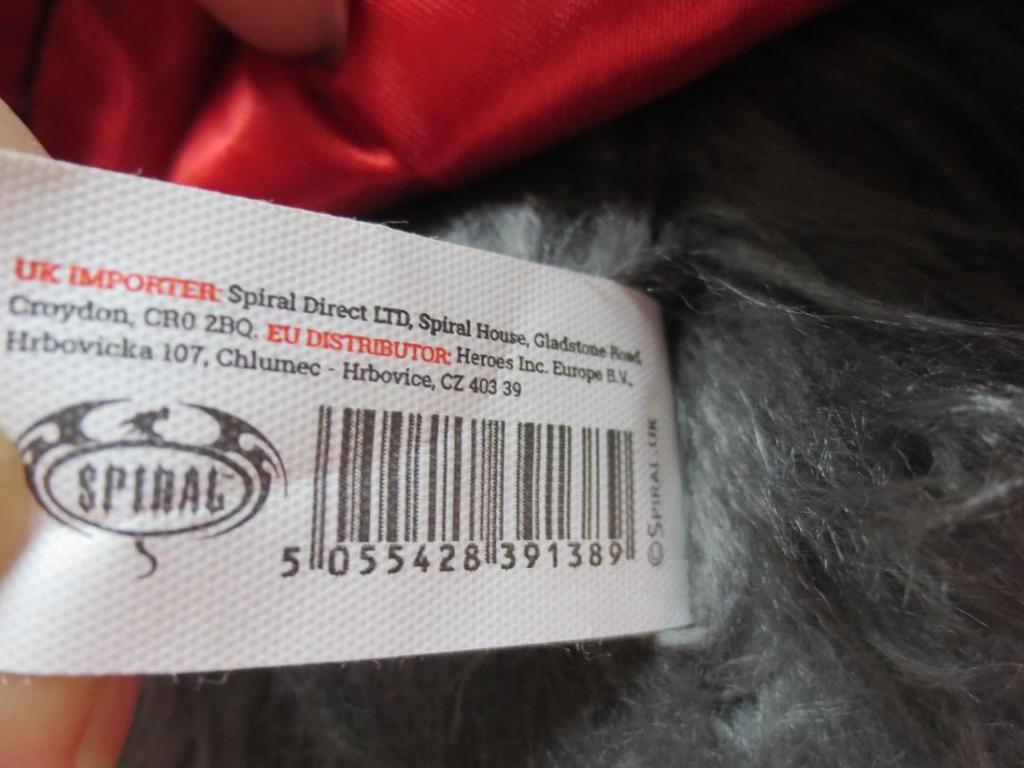 UK IMPORTER: Spiral Direct LTD, Spiral House, Gladstone Road,
Croydon, CR0 2BQ. EU DISTRIBUTOR: Heroes Inc. Europe B.V.,
Hrbovicka 107, Chlumec - Hrbovice, CZ 403 39
SPIRAL
5 055428 391389
©SPIRAL.UK